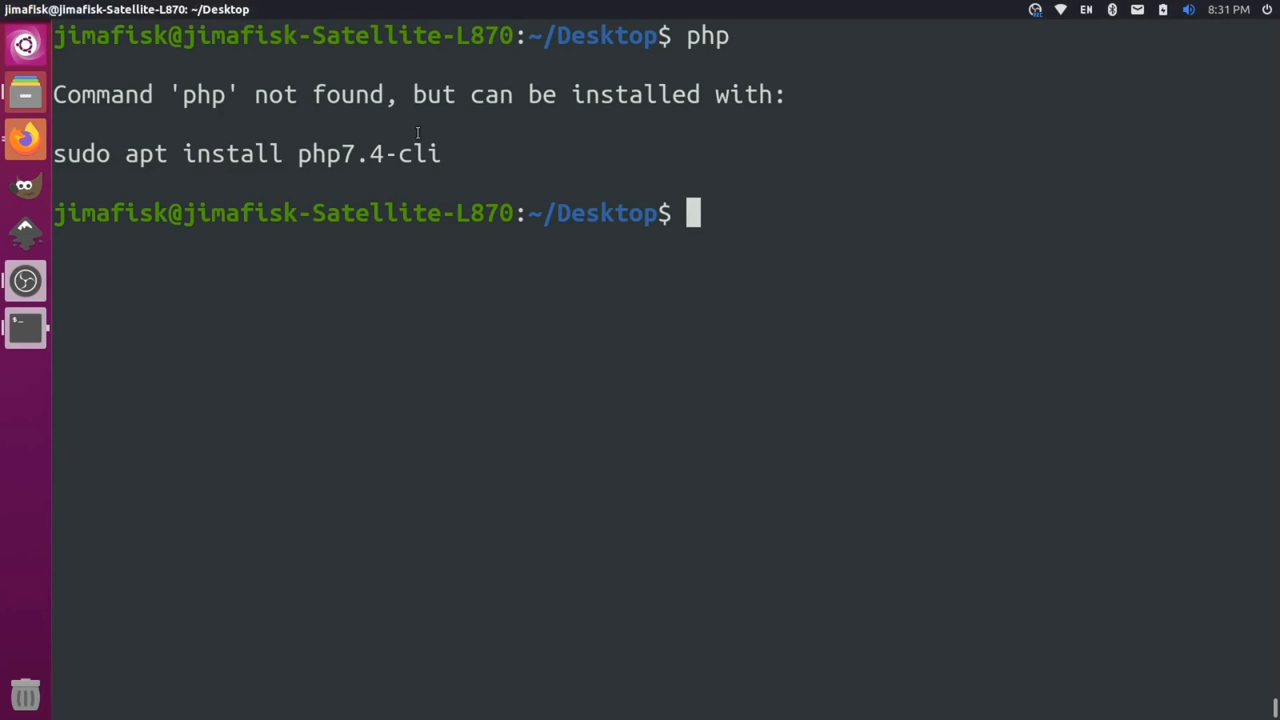 jimafisk@jimafisk-Satellite-L870: ~/Desktop
EN
8:31 PM
jimafisk@jimafisk-Satellite-L870:~/Desktop$ php
Command 'php' not found, but can be installed with:
sudo apt install php7.4-cli
jimafisk@jimafisk-Satellite-L870:~/Desktop$